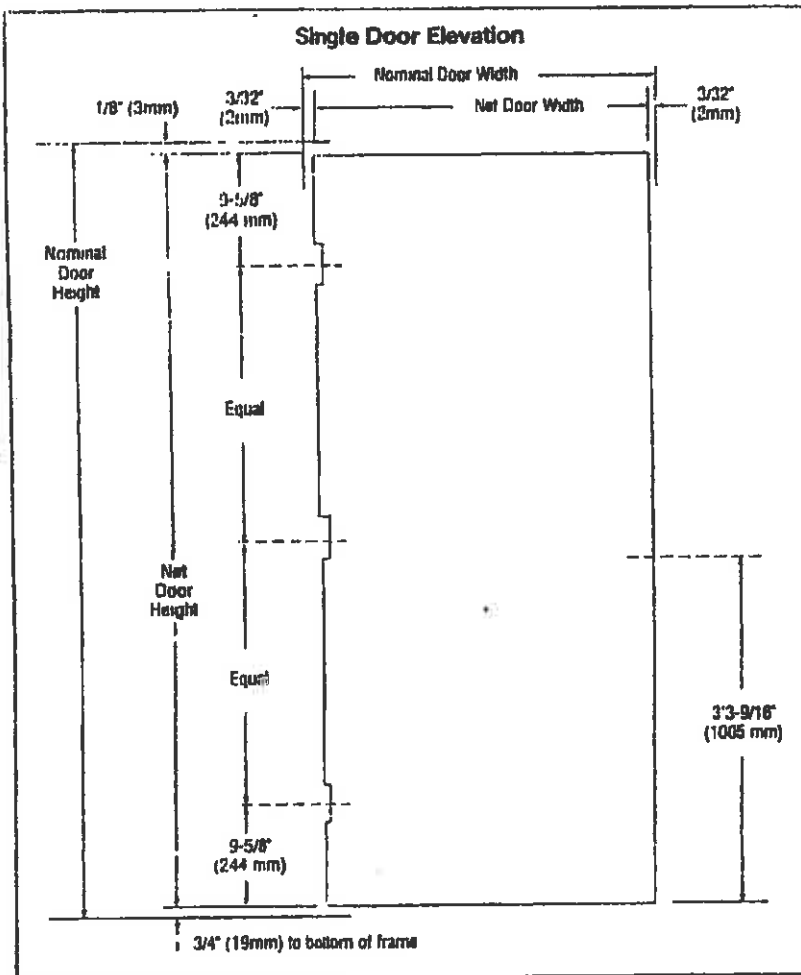 Single Door Elevation
Nominal Door Width
1/8" (3mm)
3/32"
(2mm)
Net Door Width
3/32"
(2mm)
9-5/8"
(244 mm)
Nominal
Door
Height
Equal
Net
Door
Height
Equal
3'3-9/16"
(1005 mm)
9-5/8"
(244 mm)
3/4" (19mm) to bottom of frame